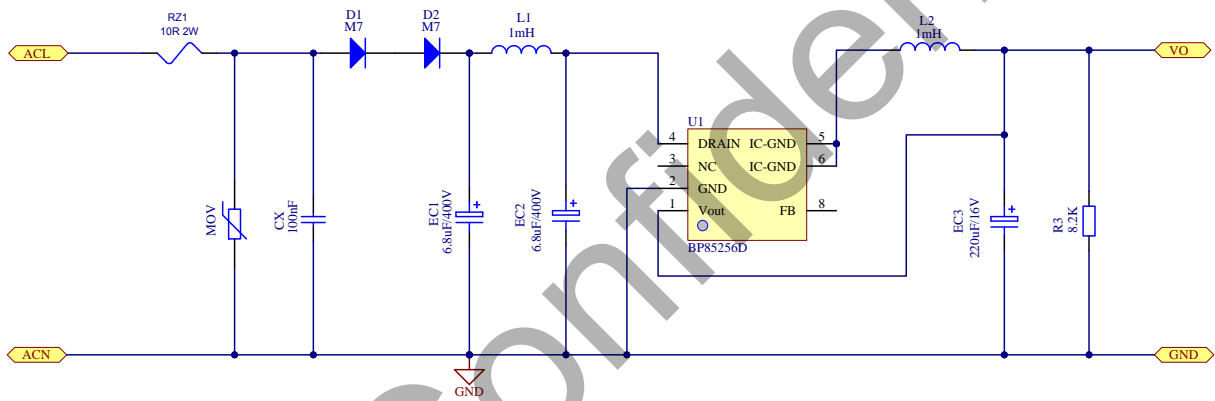 RZ1
10R 2W
D1
M7
D2
M7
L1
1mH
L2
1mH
ACL
VO
U1
4
DRAIN
IC-GND
5
3
NC
IC-GND
6
2
GND
1
Vout
FB
8
BP85256D
MOV
CX
100nF
EC1
6.8uF/400V
EC2
6.8uF/400V
EC3
220uF/16V
R3
8.2K
ACN
GND
GND
Confiden